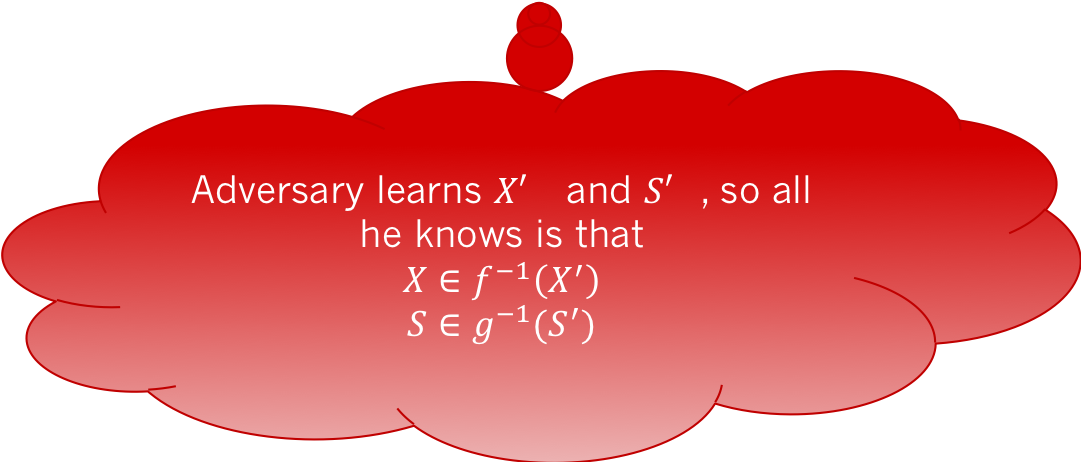 Adversary learns 𝑋′ and 𝑆′ , so all
he knows is that
𝑋 ∈ 𝑓⁻¹(𝑋′)
𝑆 ∈ 𝑔⁻¹(𝑆′)